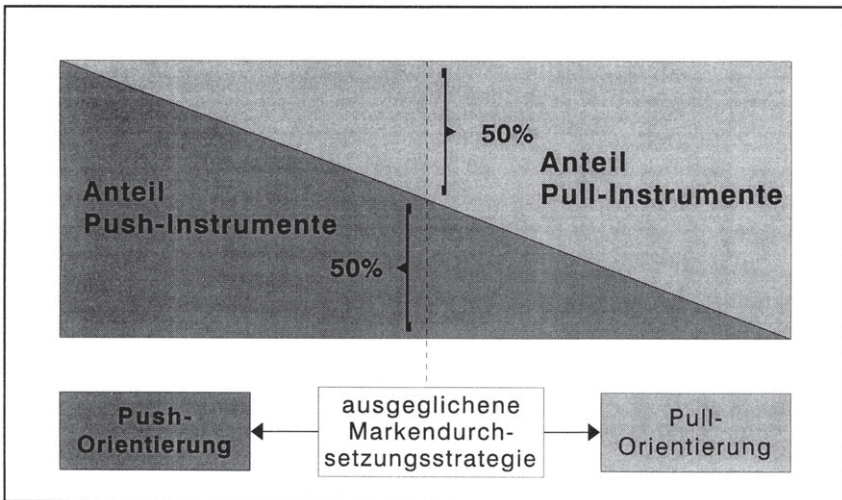 50%
Anteil
Pull-Instrumente
Anteil
Push-Instrumente
50%
Push-
Orientierung
ausgeglichene
Markendurch-
setzungsstrategie
Pull-
Orientierung